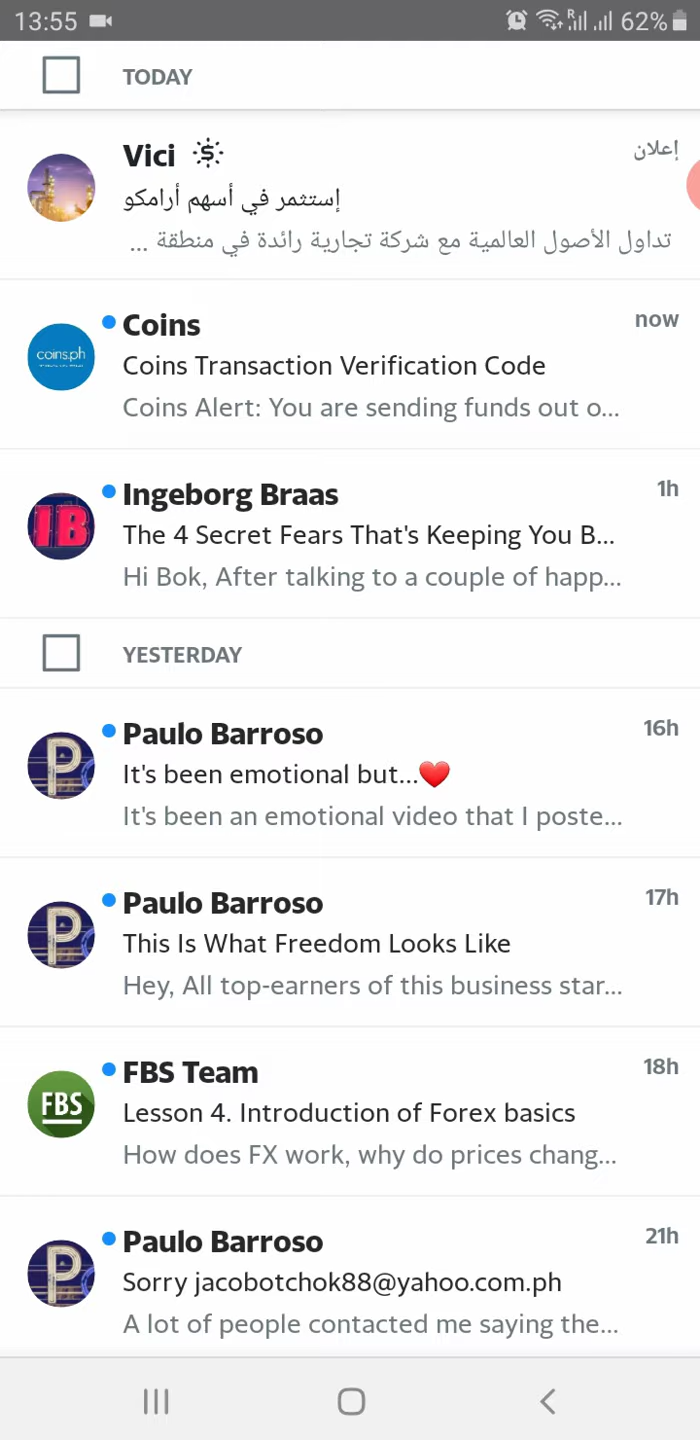 13:55
R
62%
TODAY
Vici
إعلان
إستثمر في أسهم أرامكو
تداول الأصول العالمية مع شركة تجارية رائدة في منطقة ...
coins.ph
Coins
now
Coins Transaction Verification Code
Coins Alert: You are sending funds out o...
IB
Ingeborg Braas
1h
The 4 Secret Fears That's Keeping You B...
Hi Bok, After talking to a couple of happ...
YESTERDAY
P
Paulo Barroso
16h
It's been emotional but...❤️
It's been an emotional video that I poste...
P
Paulo Barroso
17h
This Is What Freedom Looks Like
Hey, All top-earners of this business star...
FBS
FBS Team
18h
Lesson 4. Introduction of Forex basics
How does FX work, why do prices chang...
P
Paulo Barroso
21h
Sorry jacobotchok88@yahoo.com.ph
A lot of people contacted me saying the...